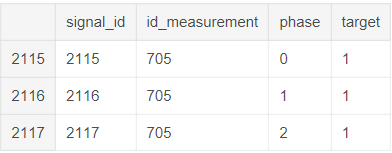 signal_id id_measurement phase target
2115 2115 705 0 1
2116 2116 705 1 1
2117 2117 705 2 1